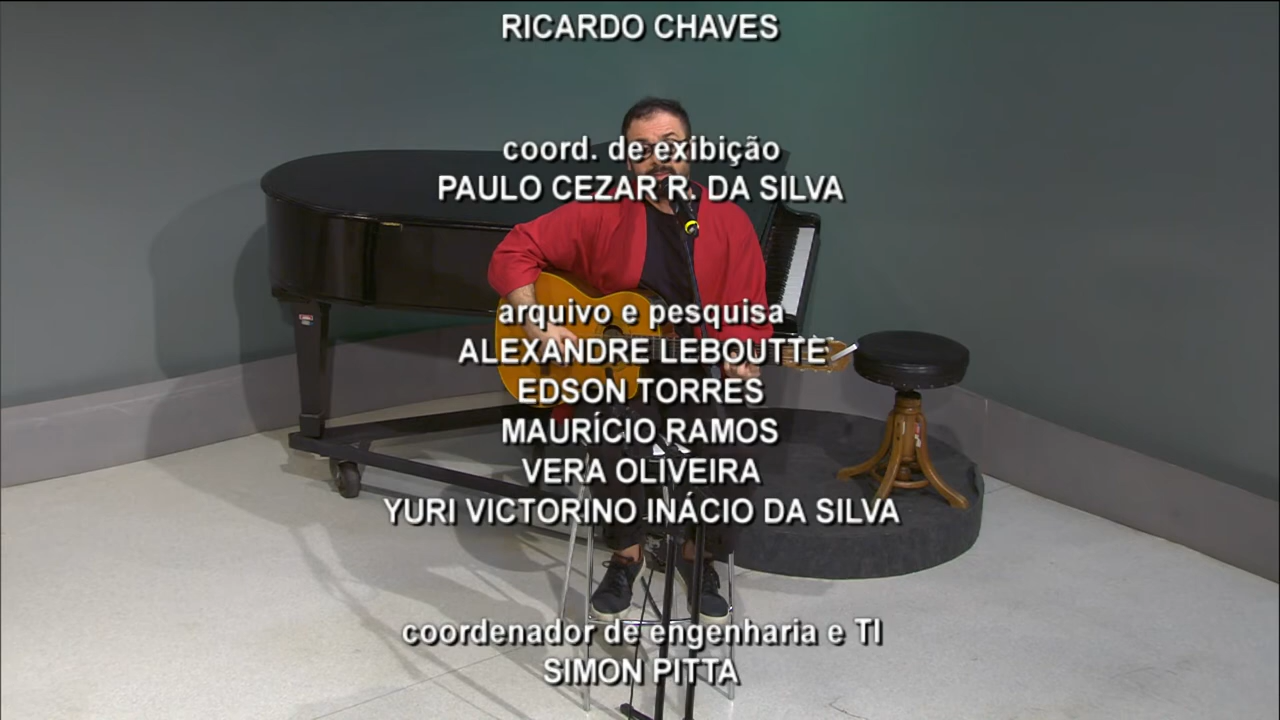 RICARDO CHAVES
coord. de exibição
PAULO CEZAR R. DA SILVA
arquivo e pesquisa
ALEXANDRE LEBOUTTE
EDSON TORRES
MAURÍCIO RAMOS
VERA OLIVEIRA
YURI VICTORINO INÁCIO DA SILVA
coordenador de engenharia e TI
SIMON PITTA